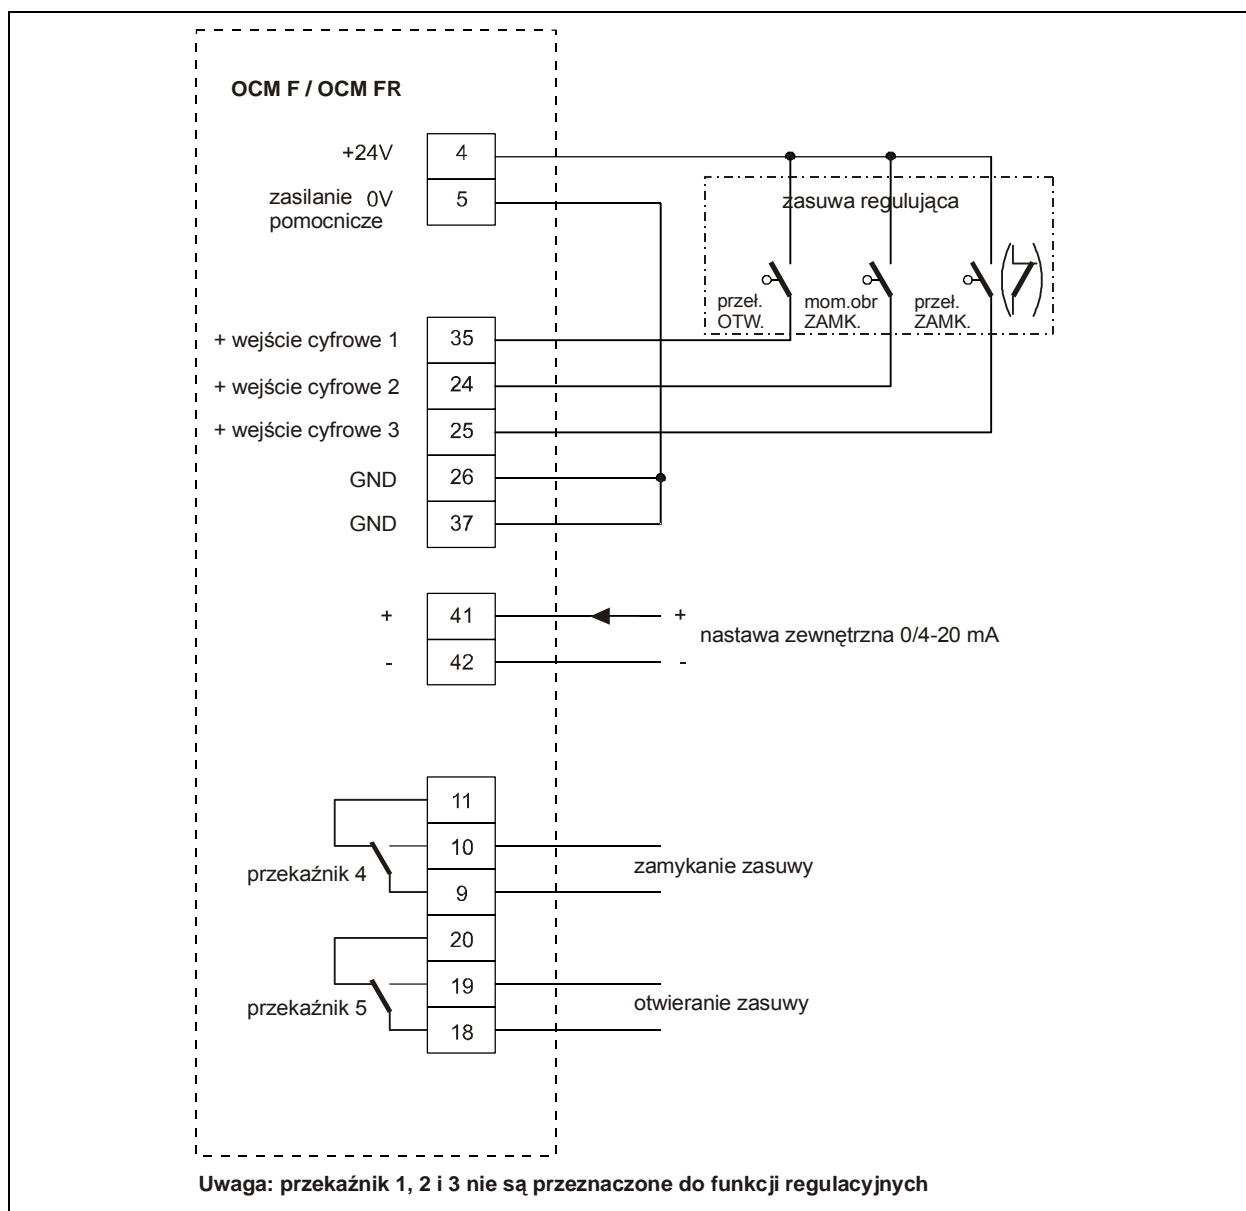 OCM F / OCM FR
+24V 4
zasilanie 0V 5
pomocnicze
zasuwa regulująca
przeł. mom.obr przeł.
OTW. ZAMK. ZAMK.
+ wejście cyfrowe 1 35
+ wejście cyfrowe 2 24
+ wejście cyfrowe 3 25
GND 26
GND 37
+ 41 +
nastawa zewnętrzna 0/4-20 mA
- 42 -
11
10
zamykanie zasuwy
przekaźnik 4
9
20
19
otwieranie zasuwy
przekaźnik 5
18
Uwaga: przekaźnik 1, 2 i 3 nie są przeznaczone do funkcji regulacyjnych